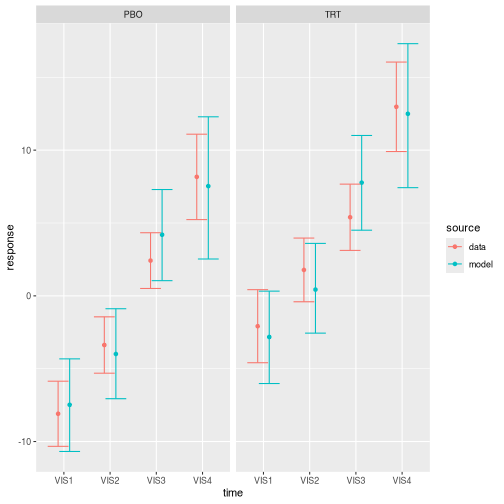 PBO TRT
response
10
0
-10
VIS1 VIS2 VIS3 VIS4 VIS1 VIS2 VIS3 VIS4
time
source
data
model